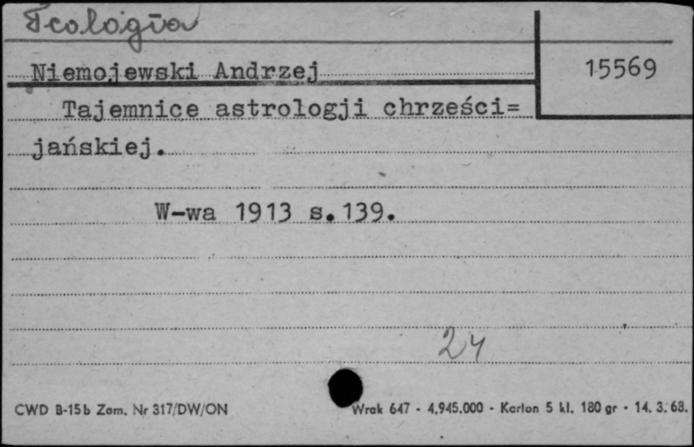 Teologia
Niemojewski Andrzej
15569
Tajemnice astrologji chrześci=
jańskiej.
W-wa 1913 s.139.
24
CWD B-15b Zam. Nr 317/DW/ON
Wrak 647 - 4.945.000 - Karton 5 kl. 180 gr - 14. 3. 68.